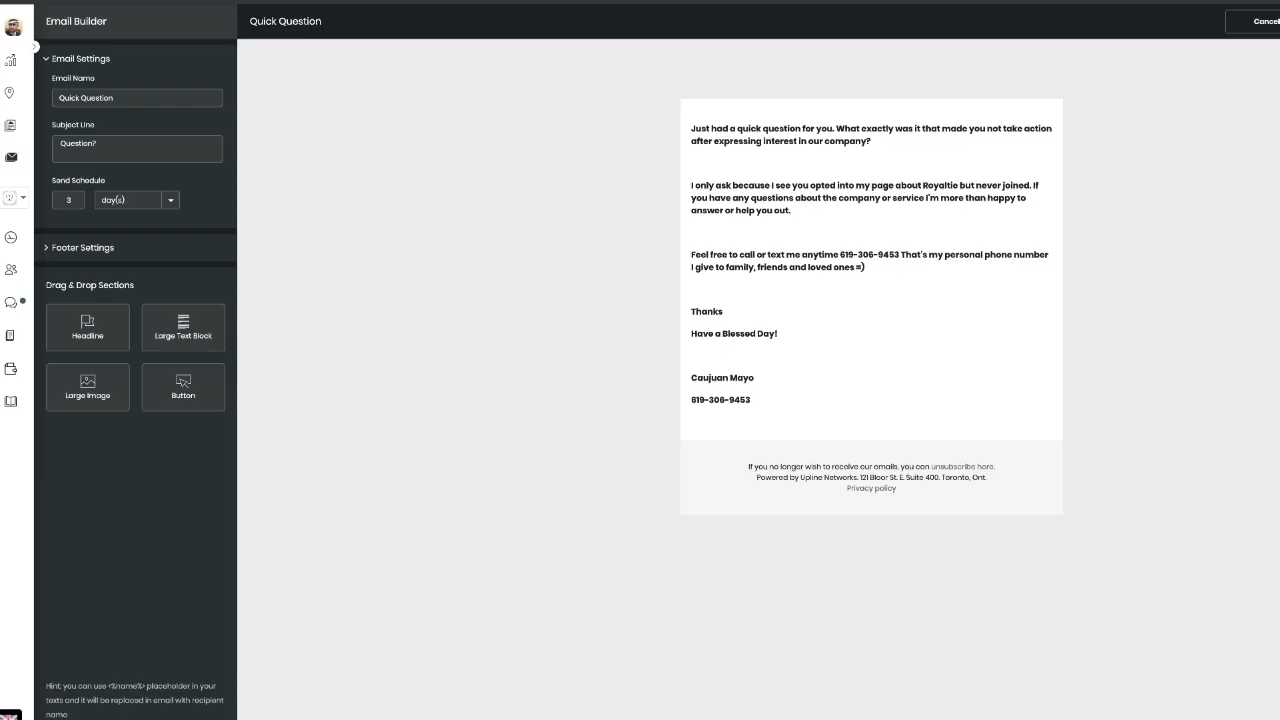 Email Builder
Quick Question
Cancel
Email Settings
Email Name
Quick Question
Subject Line
Question?
Send Schedule
3 day(s)
Footer Settings
Drag & Drop Sections
Headline
Large Text Block
Large Image
Button
Hint: you can use <%name%> placeholder in your
texts and it will be replaced in email with recipient
name
Just had a quick question for you. What exactly was it that made you not take action
after expressing interest in our company?
I only ask because I see you opted into my page about Royaltie but never joined. If
you have any questions about the company or service I'm more than happy to
answer or help you out.
Feel free to call or text me anytime 619-306-9453 That's my personal phone number
I give to family, friends and loved ones =)
Thanks
Have a Blessed Day!
Caujuan Mayo
619-306-9453
If you no longer wish to receive our emails, you can unsubscribe here.
Powered by Upline Networks. 121 Bloor St. E. Suite 400. Toronto, Ont.
Privacy policy